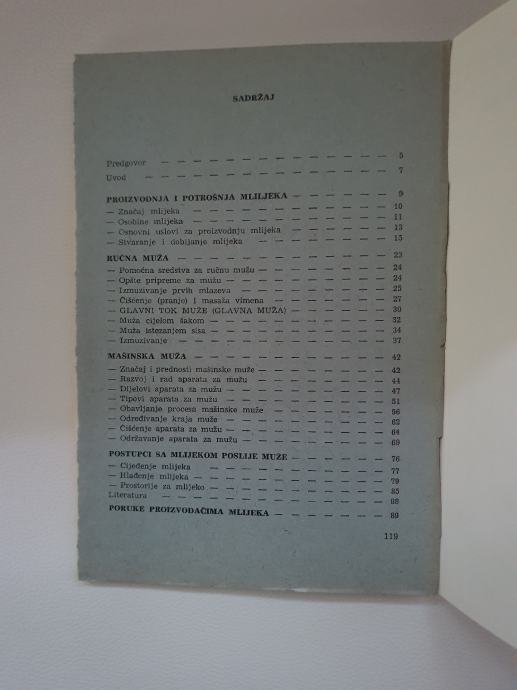 SADRŽAJ
Predgovor — — — — — — — — — — — — 5
Uvod — — — — — — — — — — — — — 7
PROIZVODNJA I POTROŠNJA MLILJEKA — — — — — 9
— Značaj mlijeka — — — — — — — — — — — 10
— Osobine mlijeka — — — — — — — — — — — 11
— Osnovni uslovi za proizvodnju mlijeka — — — — — 13
— Stvaranje i dobijanje mlijeka — — — — — — — 15
RUČNA MUŽA — — — — — — — — — — — 23
— Pomoćna sredstva za ručnu mužu — — — — — — 24
— Opšte pripreme za mužu — — — — — — — — 24
— Izmuzivanje prvih mlazeva — — — — — — — — 25
— Čišćenje (pranje) i masaža vimena — — — — — — 27
— GLAVNI TOK MUŽE (GLAVNA MUŽA) — — — — — 30
— Muža cijelom šakom — — — — — — — — — 32
— Muža istezanjem sisa — — — — — — — — — 34
— Izmuzivanje — — — — — — — — — — — 37
MAŠINSKA MUŽA — — — — — — — — — — 42
— Značaj i prednosti mašinske muže — — — — — — 42
— Razvoj i rad aparata za mužu — — — — — — — 44
— Dijelovi aparata za mužu — — — — — — — — 47
— Tipovi aparata za mužu — — — — — — — — 51
— Obavljanje procesa mašinske muže — — — — — — 56
— Određivanje kraja muže — — — — — — — — 62
— Čišćenje aparata za mužu — — — — — — — — 64
— Održavanje aparata za mužu — — — — — — — 69
POSTUPCI SA MLIJEKOM POSLIJE MUŽE — — — — — 76
— Cijeđenje mlijeka — — — — — — — — — — 77
— Hlađenje mlijeka — — — — — — — — — — 79
— Prostorije za mlijeko — — — — — — — — — 85
Literatura — — — — — — — — — — — — 88
PORUKE PROIZVOĐAČIMA MLIJEKA — — — — — — 89
119